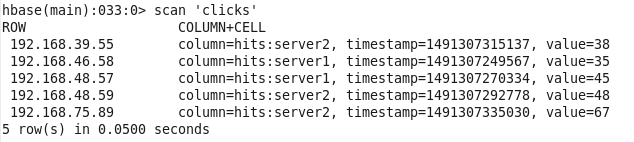 hbase(main):033:0> scan 'clicks'
ROW                   COLUMN+CELL
 192.168.39.55        column=hits:server2, timestamp=1491307315137, value=38
 192.168.46.58        column=hits:server1, timestamp=1491307249567, value=35
 192.168.48.57        column=hits:server1, timestamp=1491307270334, value=45
 192.168.48.59        column=hits:server2, timestamp=1491307292778, value=48
 192.168.75.89        column=hits:server2, timestamp=1491307335030, value=67
5 row(s) in 0.0500 seconds